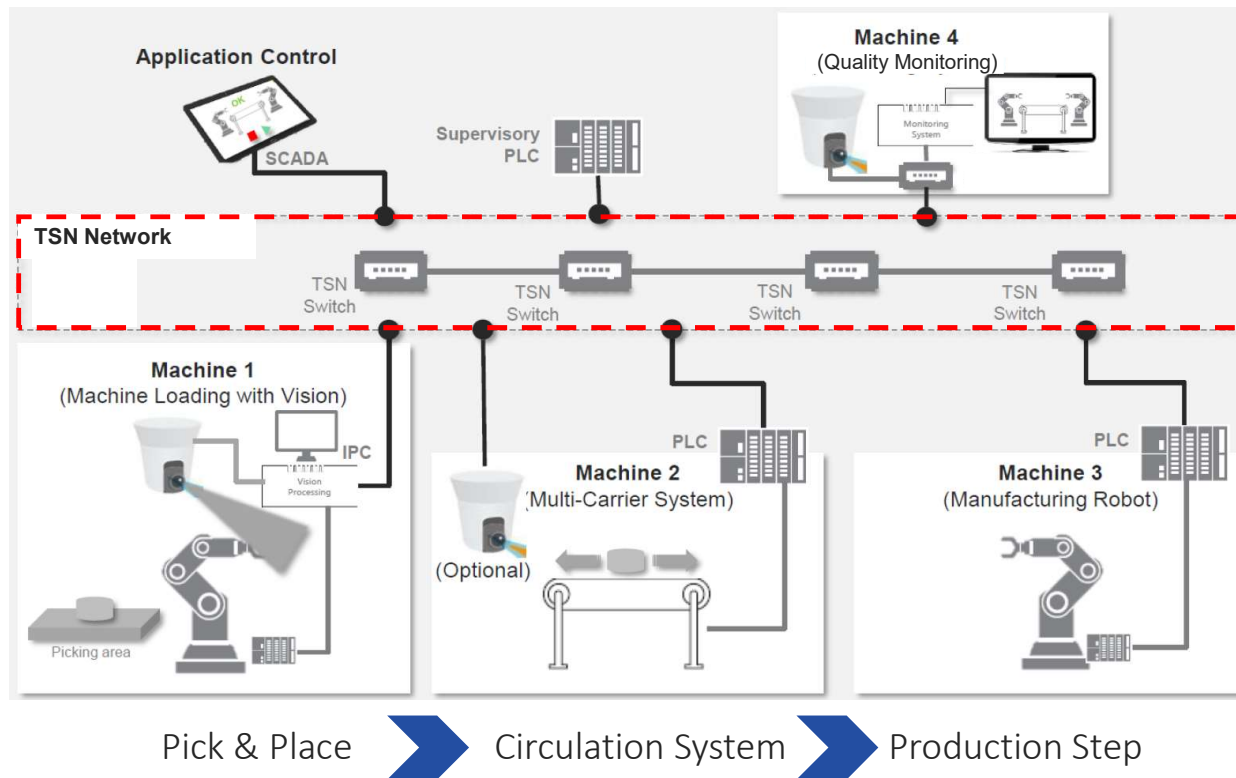 Application Control
OK
SCADA
Supervisory
PLC
Machine 4
(Quality Monitoring)
Monitoring
System
TSN Network
TSN
Switch
TSN
Switch
TSN
Switch
TSN
Switch
Machine 1
(Machine Loading with Vision)
IPC
Vision
Processing
Picking area
PLC
Machine 2
(Multi-Carrier System)
(Optional)
PLC
Machine 3
(Manufacturing Robot)
Pick & Place
Circulation System
Production Step